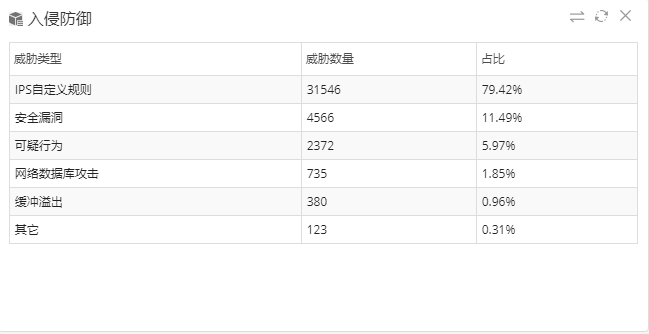 入侵防御
威胁类型 威胁数量 占比
IPS自定义规则 31546 79.42%
安全漏洞 4566 11.49%
可疑行为 2372 5.97%
网络数据库攻击 735 1.85%
缓冲溢出 380 0.96%
其它 123 0.31%